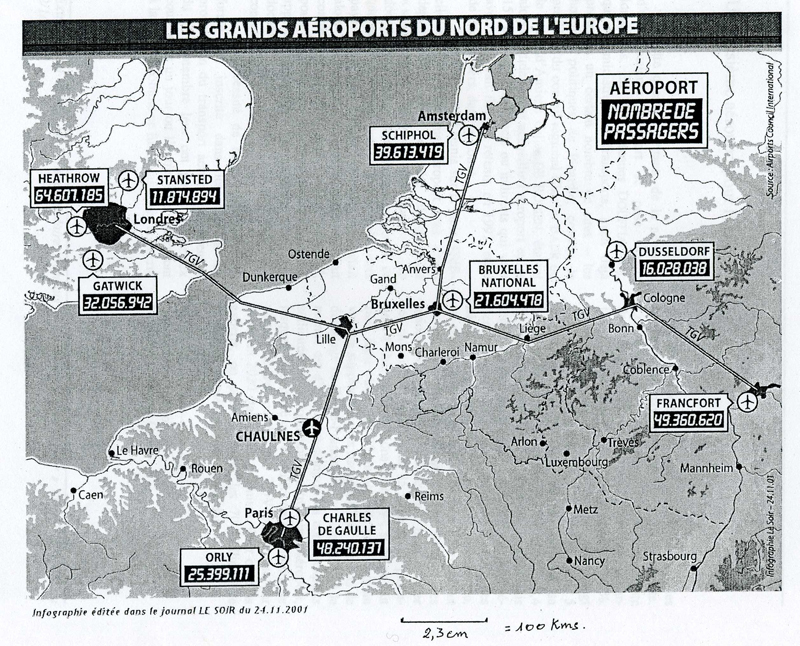 LES GRANDS AÉROPORTS DU NORD DE L'EUROPE
AÉROPORT
NOMBRE DE
PASSAGERS
Source: Airports Council International
Amsterdam
SCHIPHOL
39.613.419
TGV
HEATHROW
64.607.185
STANSTED
11.874.894
Londres
TGV
GATWICK
32.056.942
Ostende
Dunkerque
Gand
Anvers
Bruxelles
BRUXELLES
NATIONAL
21.604.478
DUSSELDORF
16.028.038
Cologne
TGV
Bonn
TGV
Liège
TGV
Lille
Mons
Charleroi
Namur
Coblence
FRANCFORT
49.360.620
Amiens
CHAULNES
TGV
Le Havre
Rouen
Caen
Arlon
Trèves
Luxembourg
Mannheim
Reims
Metz
Paris
CHARLES
DE GAULLE
48.240.137
ORLY
25.399.111
Nancy
Strasbourg
Infographie Le Soir – 24.11.01
Infographie éditée dans le journal LE SOIR du 24.11.2001
2,3 cm = 100 Kms.